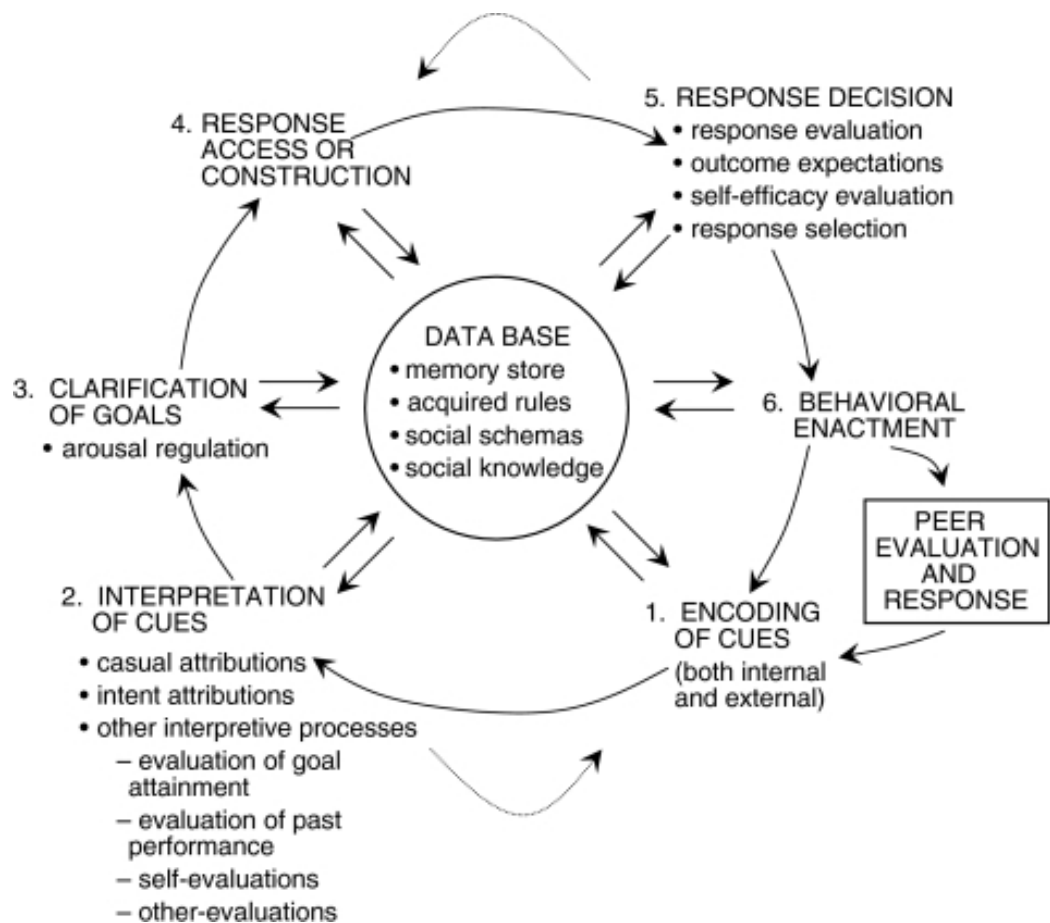 4. RESPONSE
ACCESS OR
CONSTRUCTION
5. RESPONSE DECISION
• response evaluation
• outcome expectations
• self-efficacy evaluation
• response selection
DATA BASE
• memory store
• acquired rules
• social schemas
• social knowledge
3. CLARIFICATION
OF GOALS
• arousal regulation
6. BEHAVIORAL
ENACTMENT
PEER
EVALUATION
AND
RESPONSE
2. INTERPRETATION
OF CUES
• casual attributions
• intent attributions
• other interpretive processes
– evaluation of goal
attainment
– evaluation of past
performance
– self-evaluations
– other-evaluations
1. ENCODING
OF CUES
(both internal
and external)